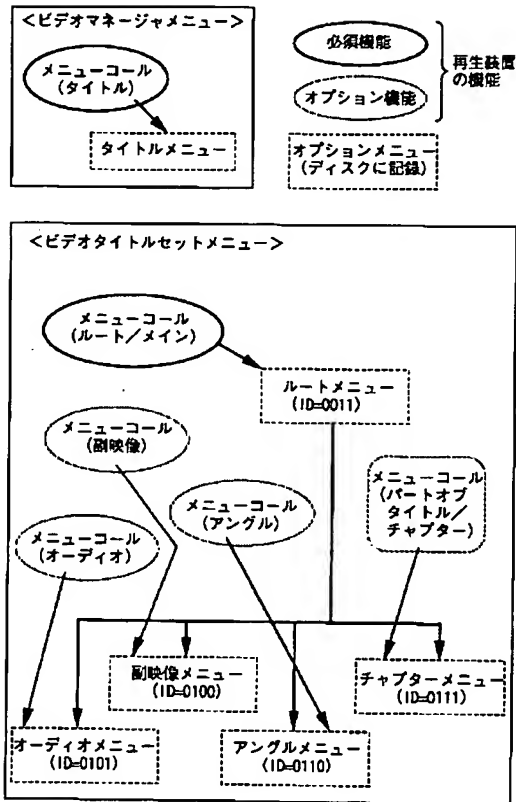 <ビデオマネージャメニュー>
メニューコール
(タイトル)
タイトルメニュー
必須機能
オプション機能
再生装置
の機能
オプションメニュー
(ディスクに記録)
<ビデオタイトルセットメニュー>
メニューコール
(ルート/メイン)
ルートメニュー
(ID=0011)
メニューコール
(副映像)
メニューコール
(アングル)
メニューコール
(パートオブ
タイトル/
チャプター)
メニューコール
(オーディオ)
副映像メニュー
(ID=0100)
チャプターメニュー
(ID=0111)
オーディオメニュー
(ID=0101)
アングルメニュー
(ID=0110)